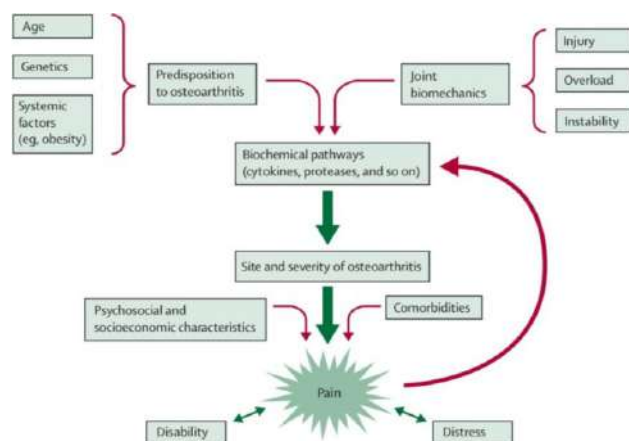 Age
Genetics
Systemic
factors
(eg, obesity)
Predisposition
to osteoarthritis
Joint
biomechanics
Injury
Overload
Instability
Biochemical pathways
(cytokines, proteases, and so on)
Site and severity of osteoarthritis
Psychosocial and
socioeconomic characteristics
Comorbidities
Pain
Disability
Distress